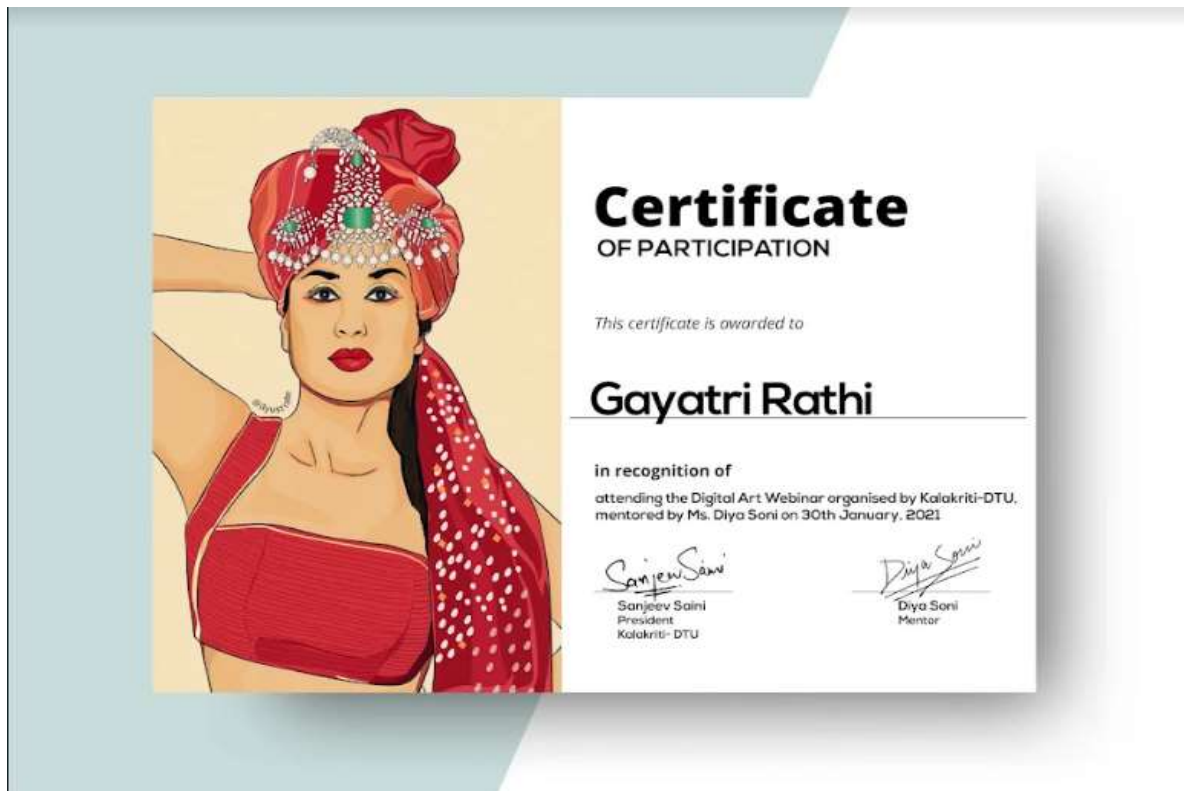 Certificate
OF PARTICIPATION
This certificate is awarded to
Gayatri Rathi
in recognition of
attending the Digital Art Webinar organised by Kalakriti-DTU,
mentored by Ms. Diya Soni on 30th January, 2021
Sanjeev Saini
Diya Soni
Sanjeev Saini
President
Kalakriti- DTU
Diya Soni
Mentor